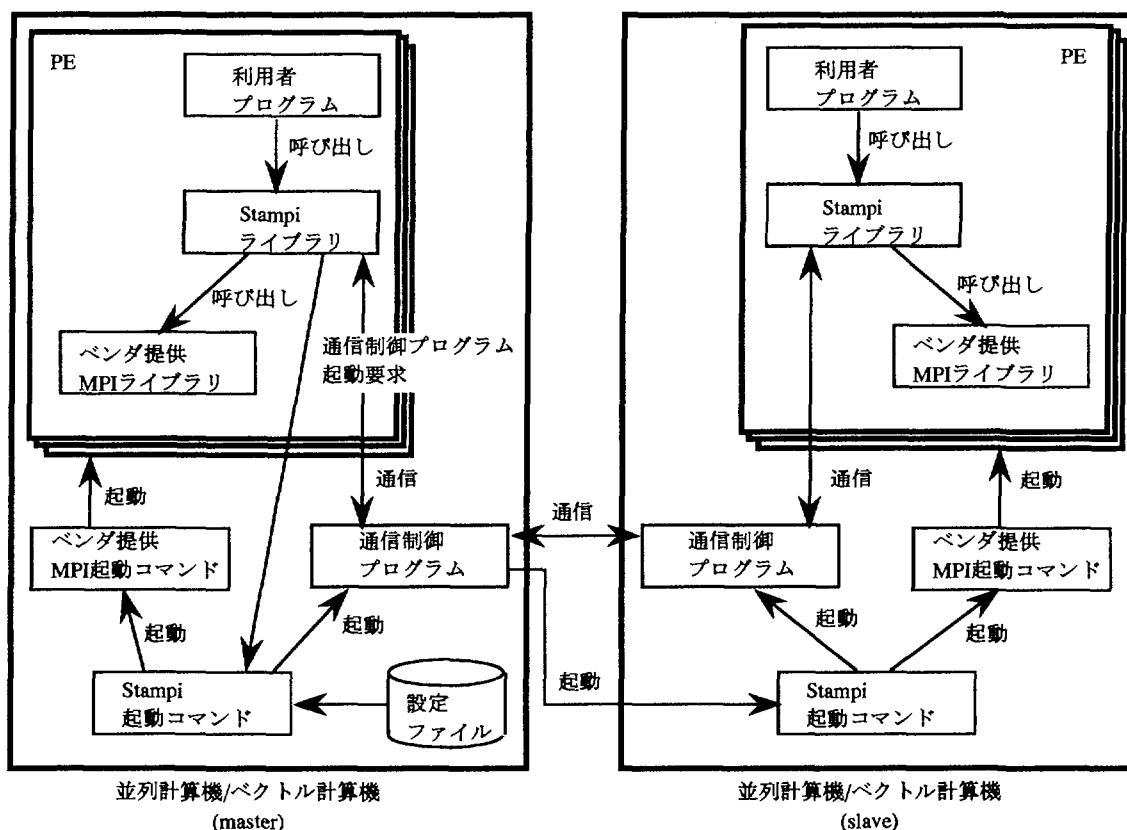 PE
利用者
プログラム
呼び出し
Stampi
ライブラリ
呼び出し
ベンダ提供
MPIライブラリ
通信制御プログラム
起動要求
起動
通信
ベンダ提供
MPI起動コマンド
通信制御
プログラム
起動
起動
Stampi
起動コマンド
設定
ファイル
並列計算機/ベクトル計算機
(master)
通信
起動
PE
利用者
プログラム
呼び出し
Stampi
ライブラリ
呼び出し
ベンダ提供
MPIライブラリ
通信
起動
通信制御
プログラム
ベンダ提供
MPI起動コマンド
起動
起動
Stampi
起動コマンド
並列計算機/ベクトル計算機
(slave)